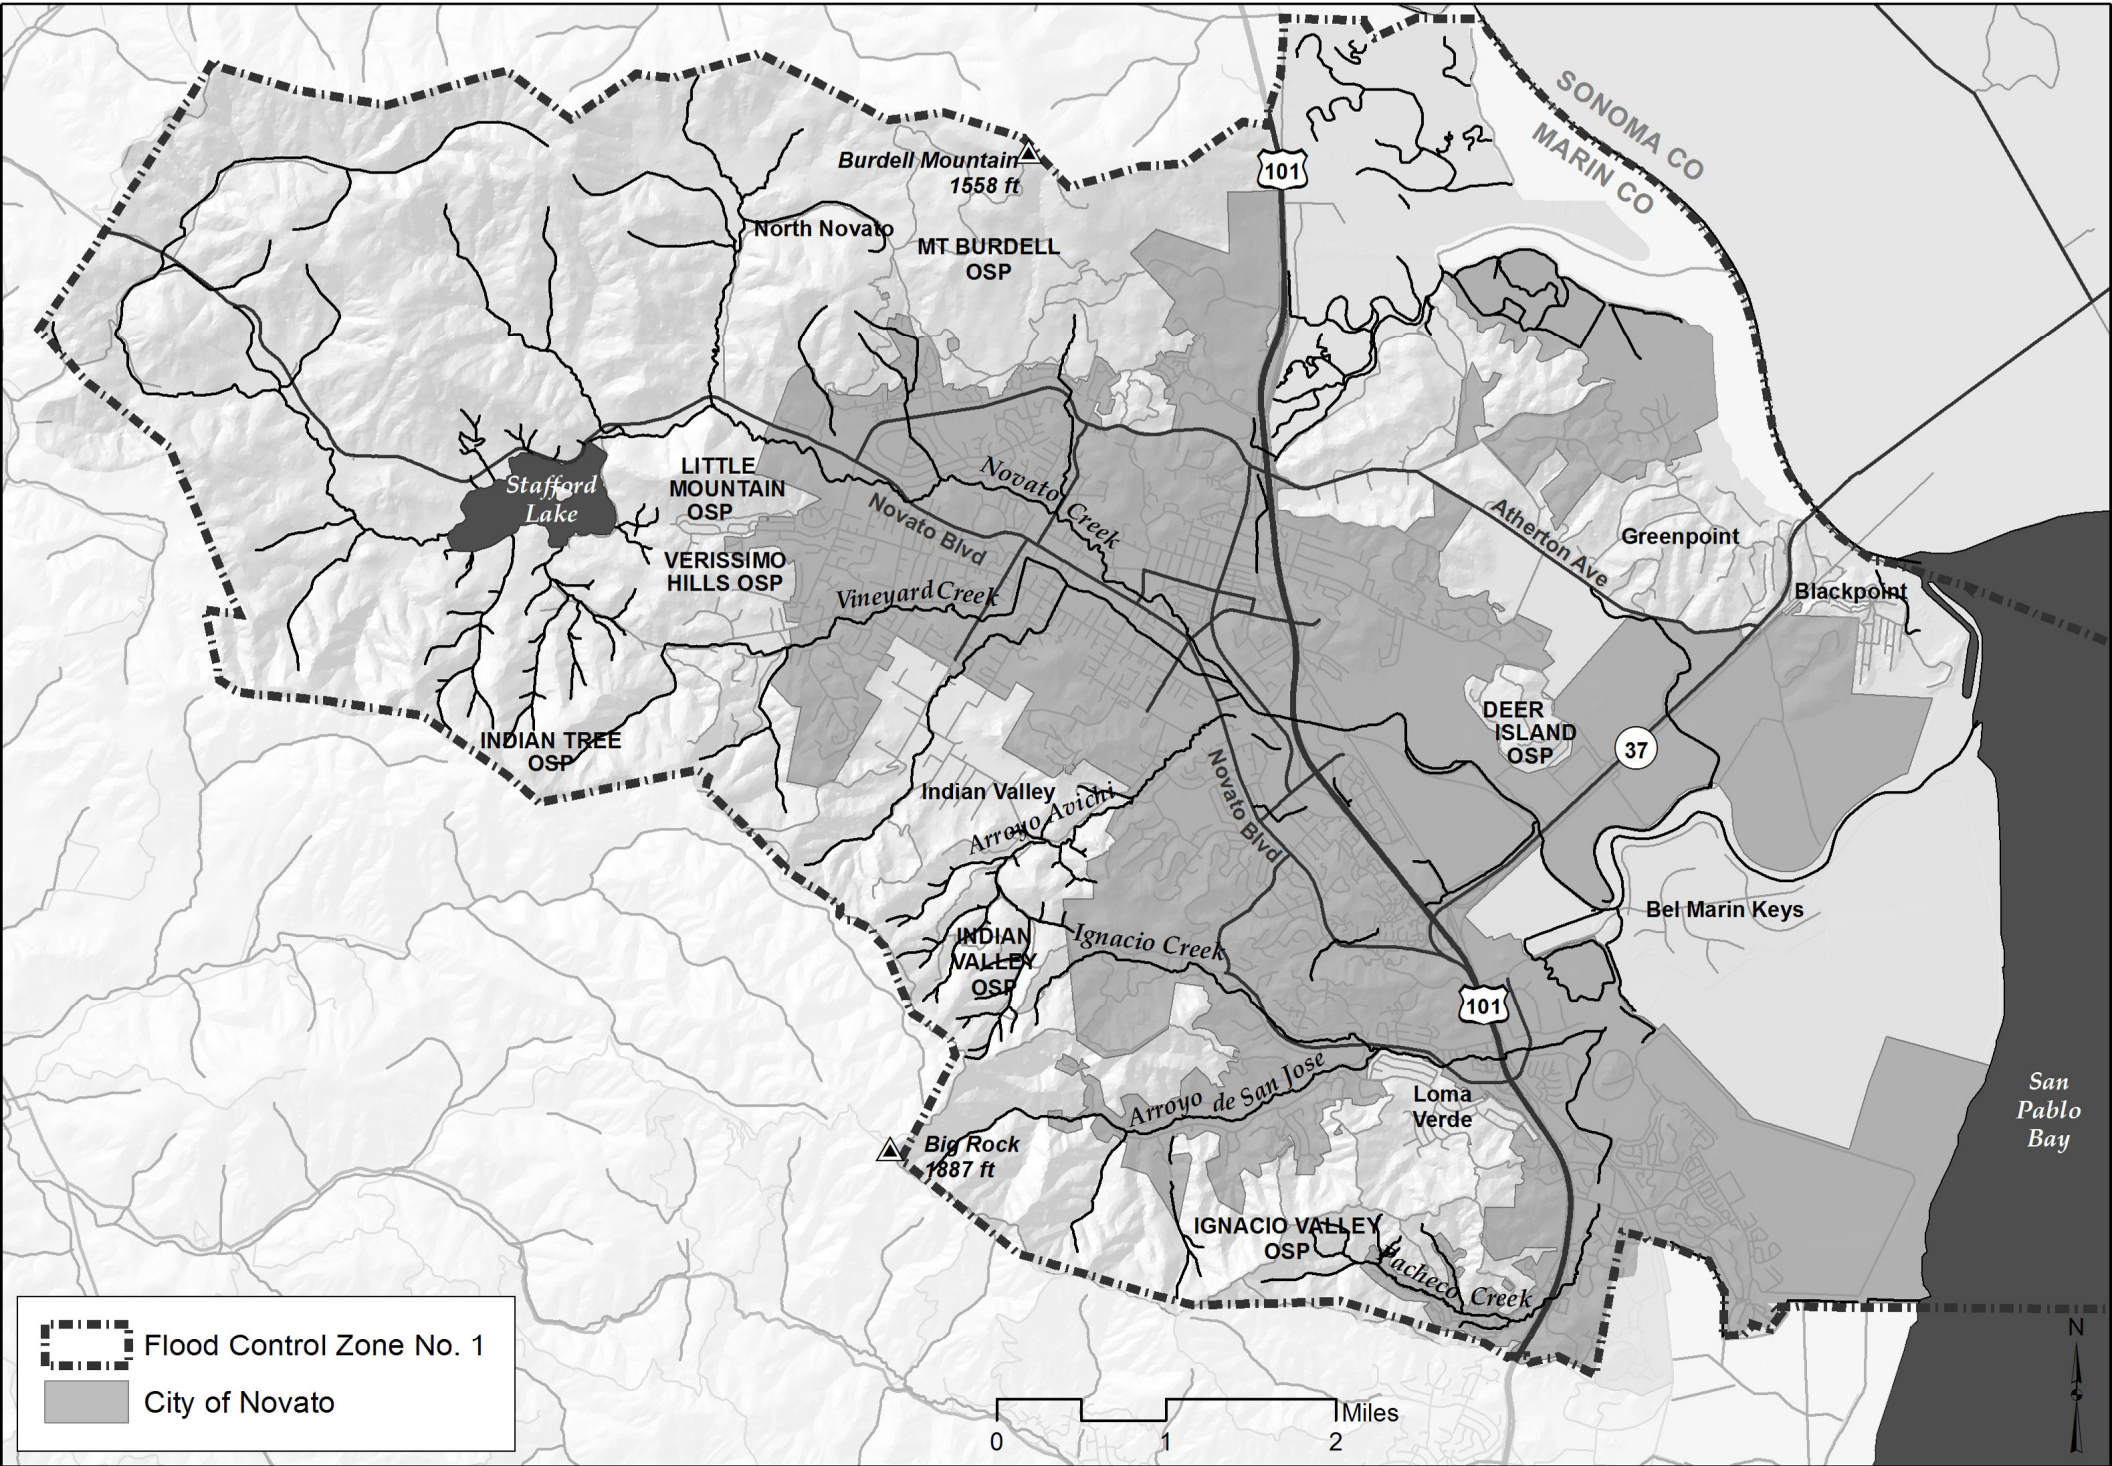 SONOMA CO
MARIN CO
101
Burdell Mountain
1558 ft
North Novato
MT BURDELL
OSP
Stafford
Lake
LITTLE
MOUNTAIN
OSP
Novato
Creek
Novato Blvd
VERISSIMO
HILLS OSP
Vineyard Creek
Atherton Ave
Greenpoint
Blackpoint
INDIAN TREE
OSP
DEER
ISLAND
OSP
37
Indian Valley
Arroyo Avichi
Novato Blvd
Bel Marin Keys
INDIAN
VALLEY
OSP
Ignacio Creek
101
Arroyo de San Jose
Loma
Verde
San
Pablo
Bay
Big Rock
1887 ft
IGNACIO VALLEY
OSP
Pacheco
Creek
Flood Control Zone No. 1
City of Novato
Miles
0 1 2
N